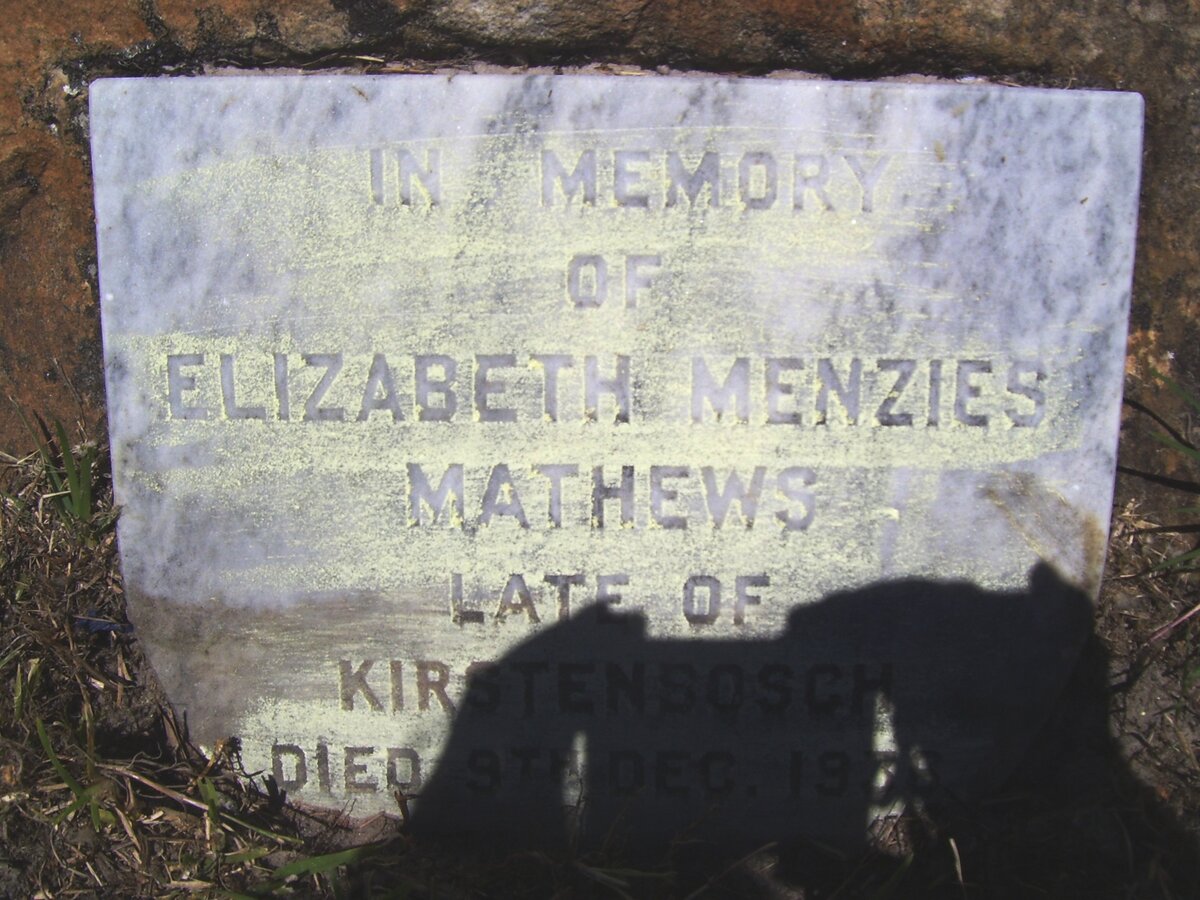 IN MEMORY
OF
ELIZABETH MENZIES
MATHEWS
LATE OF
KIRSTENBOSCH
DIED 9TH DEC.